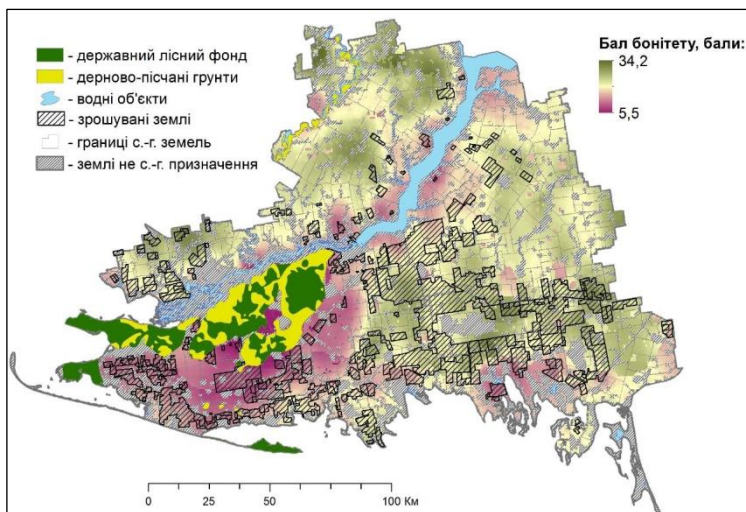 - державний лісний фонд
- дерново-пісчані грунти
- водні об'єкти
- зрошувані землі
- границі с.-г. земель
- землі не с.-г. призначення
Бал бонітету, бали:
34,2
5,5
0 25 50 100 Км